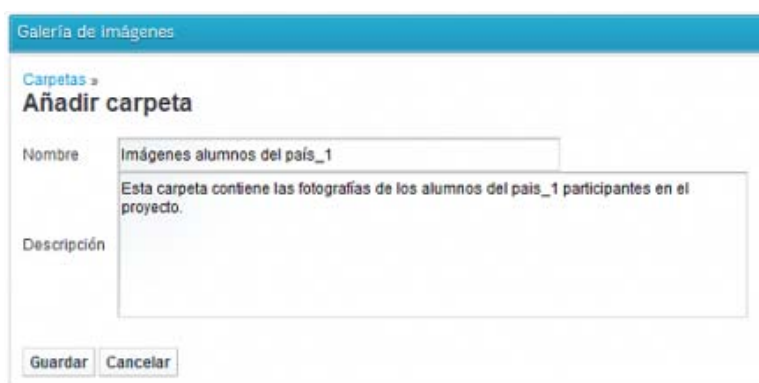 Galería de imágenes
Carpetas »
Añadir carpeta
Nombre
Imágenes alumnos del país_1
Esta carpeta contiene las fotografías de los alumnos del pais_1 participantes en el
proyecto.
Descripción
Guardar Cancelar